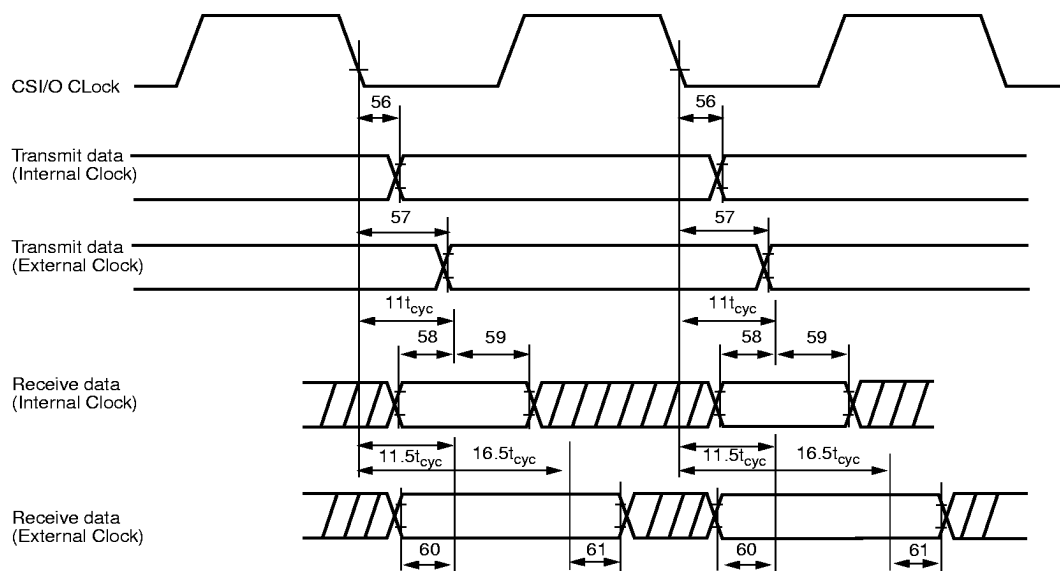 CSI/O CLock
56 56
Transmit data
(Internal Clock)
57 57
Transmit data
(External Clock)
11tcyc 11tcyc
58 59 58 59
Receive data
(Internal Clock)
11.5tcyc 16.5tcyc 11.5tcyc 16.5tcyc
Receive data
(External Clock)
60 61 60 61